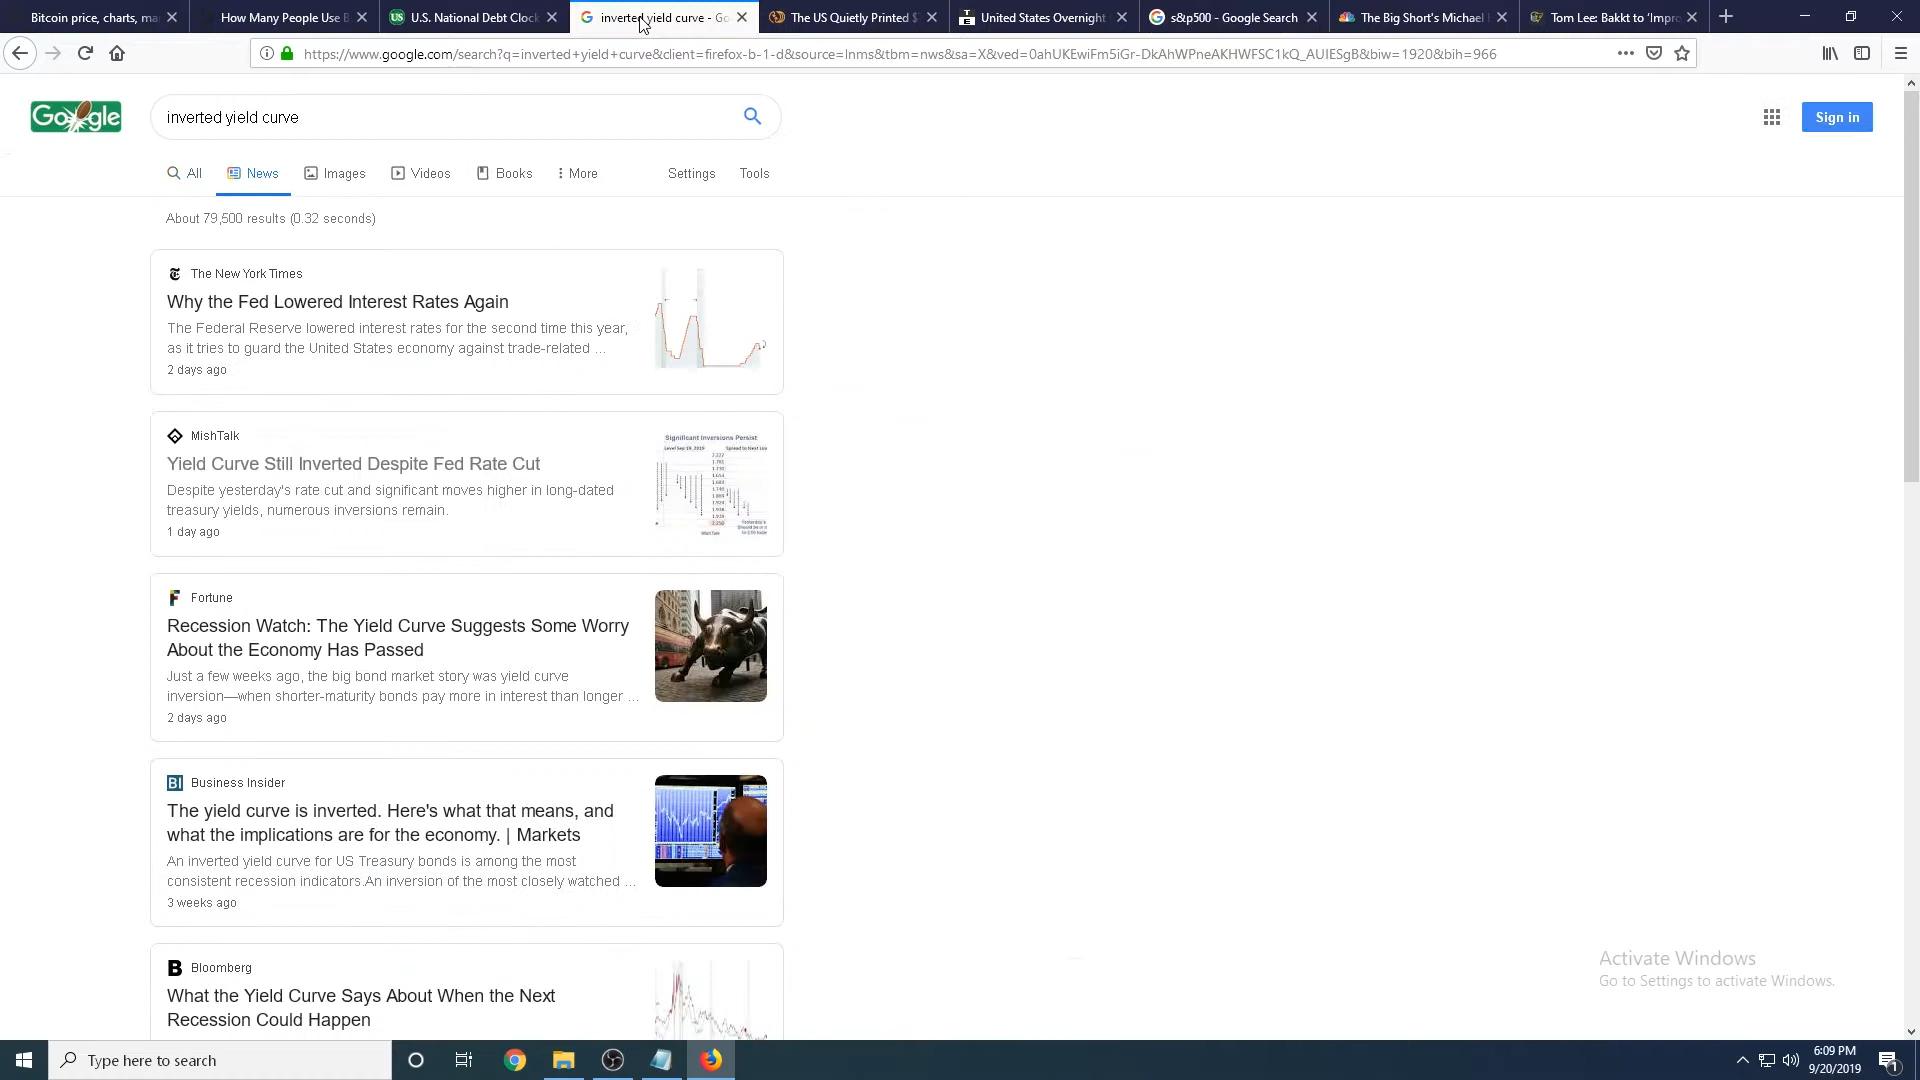 Bitcoin price, charts, ma
How Many People Use B
U.S. National Debt Clock
inverted yield curve - Go
The US Quietly Printed $
United States Overnight
s&p500 - Google Search
The Big Short's Michael
Tom Lee: Bakkt to 'Impro
https://www.google.com/search?q=inverted+yield+curve&client=firefox-b-1-d&source=lnms&tbm=nws&sa=X&ved=0ahUKEwiFm5iGr-DkAhWPneAKHWFSC1kQ_AUIESgB&biw=1920&bih=966
Google
inverted yield curve
Sign in
All News Images Videos Books More Settings Tools
About 79,500 results (0.32 seconds)
The New York Times
Why the Fed Lowered Interest Rates Again
The Federal Reserve lowered interest rates for the second time this year,
as it tries to guard the United States economy against trade-related ...
2 days ago
MishTalk
Yield Curve Still Inverted Despite Fed Rate Cut
Despite yesterday's rate cut and significant moves higher in long-dated
treasury yields, numerous inversions remain.
1 day ago
Significant Inversions Persist
Fortune
Recession Watch: The Yield Curve Suggests Some Worry
About the Economy Has Passed
Just a few weeks ago, the big bond market story was yield curve
inversion—when shorter-maturity bonds pay more in interest than longer ...
2 days ago
BI Business Insider
The yield curve is inverted. Here's what that means, and
what the implications are for the economy. | Markets
An inverted yield curve for US Treasury bonds is among the most
consistent recession indicators.An inversion of the most closely watched ...
3 weeks ago
B Bloomberg
What the Yield Curve Says About When the Next
Recession Could Happen
Activate Windows
Go to Settings to activate Windows.
Type here to search
6:09 PM
9/20/2019
1